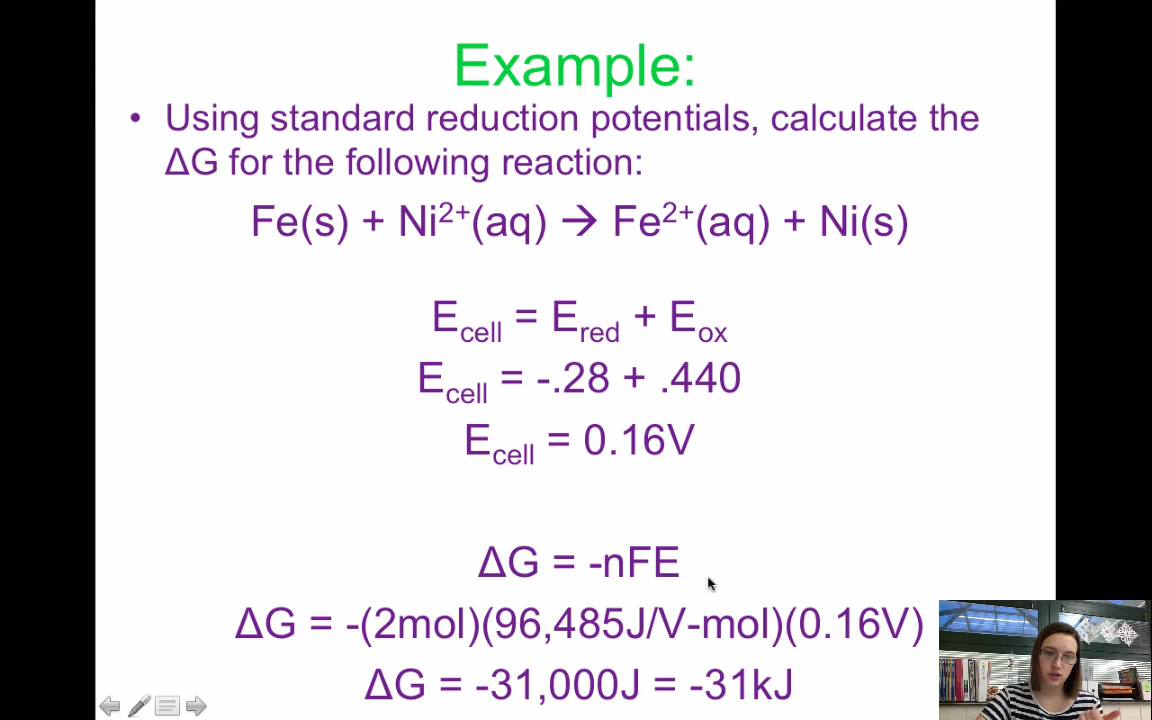 Example:
• Using standard reduction potentials, calculate the
ΔG for the following reaction:
Fe(s) + Ni²⁺(aq) → Fe²⁺(aq) + Ni(s)
E_cell = E_red + E_ox
E_cell = -.28 + .440
E_cell = 0.16V
ΔG = -nFE
ΔG = -(2mol)(96,485J/V-mol)(0.16V)
ΔG = -31,000J = -31kJ